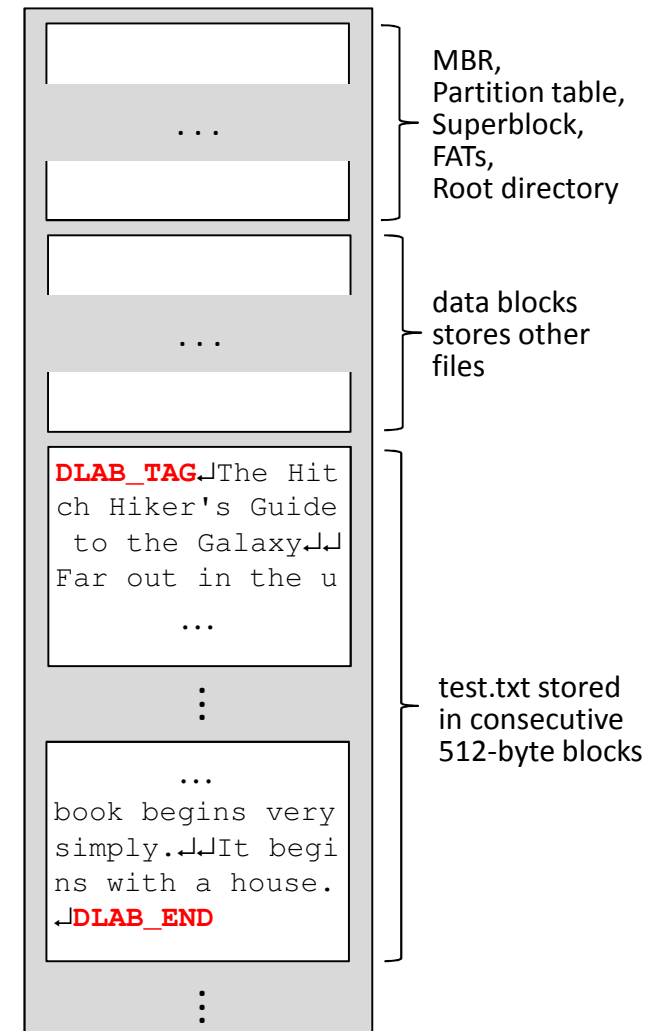 MBR,
Partition table,
Superblock,
FATs,
Root directory
...
data blocks
stores other
files
...
DLAB_TAG↵The Hit
ch Hiker's Guide
to the Galaxy↵↵
Far out in the u
...
⋮
test.txt stored
in consecutive
512-byte blocks
...
book begins very
simply.↵↵It begi
ns with a house.
↵DLAB_END
⋮